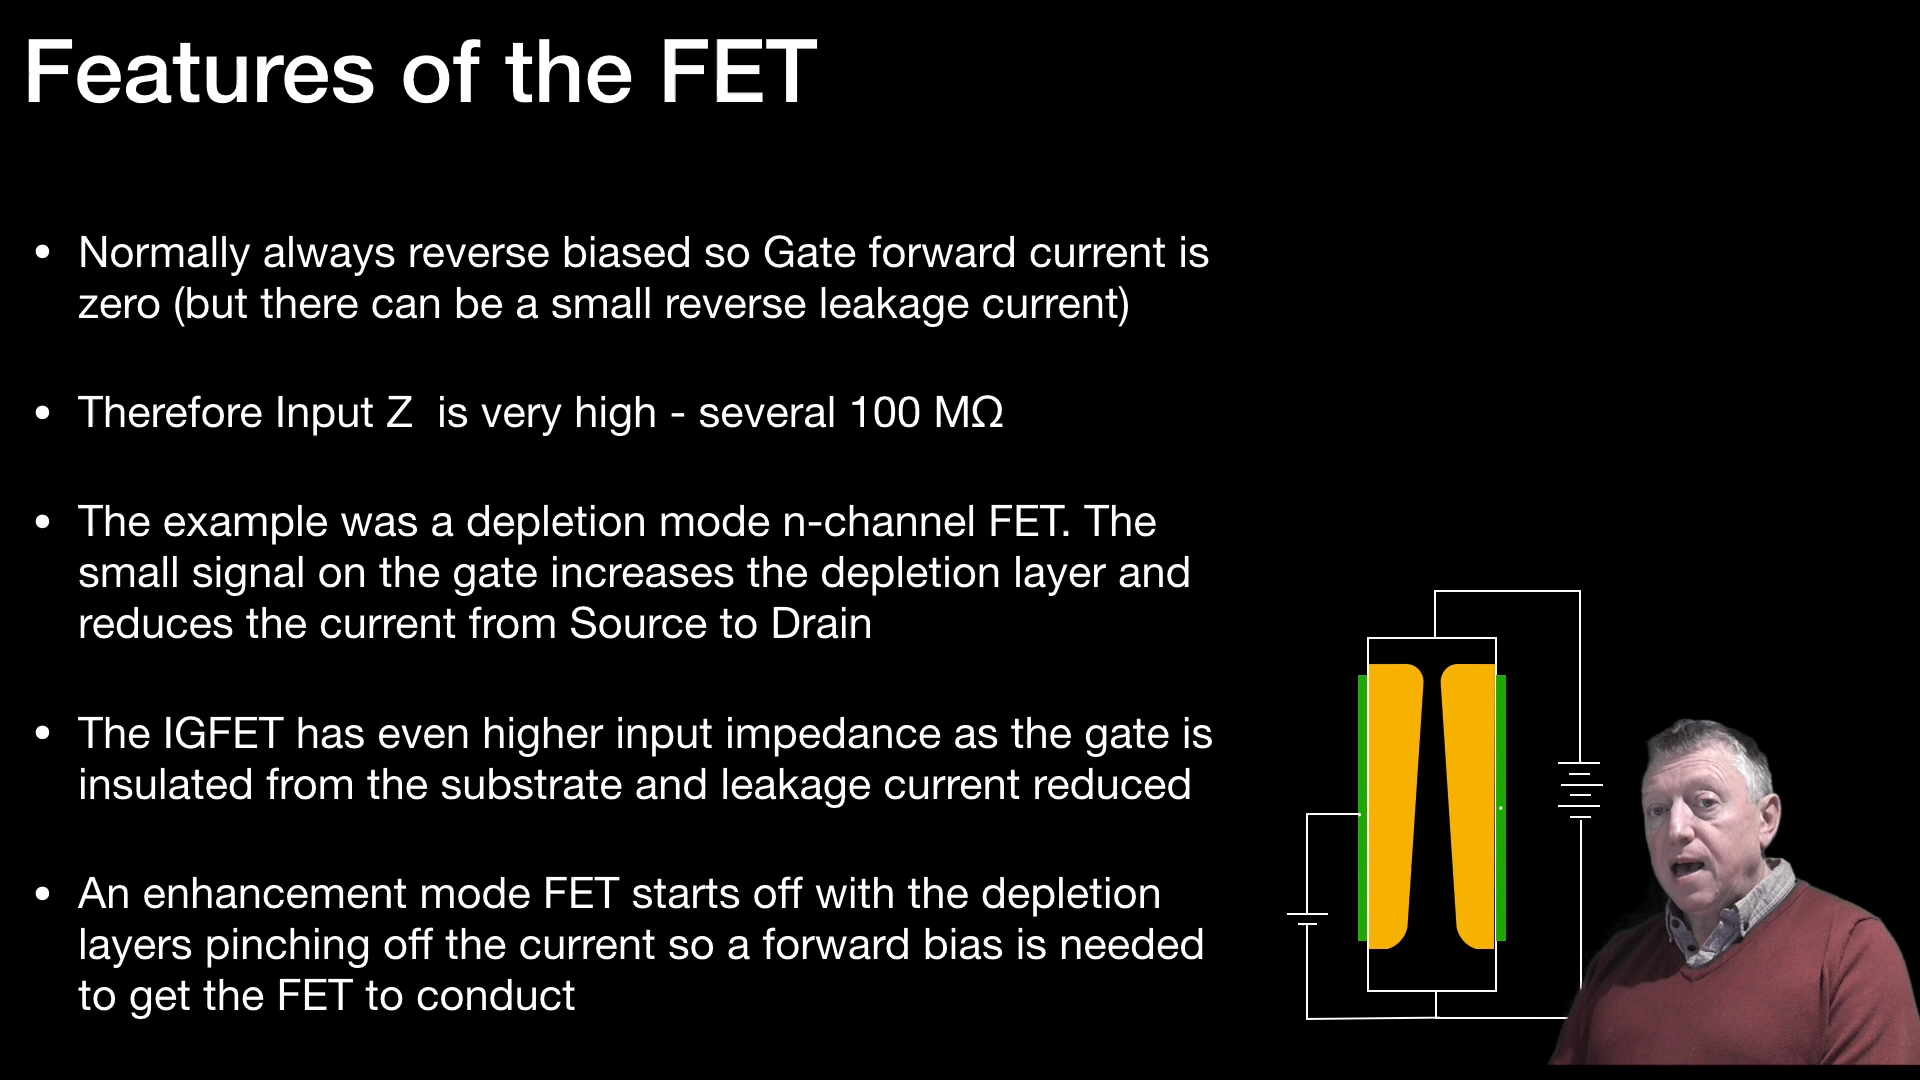 Features of the FET
• Normally always reverse biased so Gate forward current is
zero (but there can be a small reverse leakage current)
• Therefore Input Z  is very high - several 100 MΩ
• The example was a depletion mode n-channel FET. The
small signal on the gate increases the depletion layer and
reduces the current from Source to Drain
• The IGFET has even higher input impedance as the gate is
insulated from the substrate and leakage current reduced
• An enhancement mode FET starts off with the depletion
layers pinching off the current so a forward bias is needed
to get the FET to conduct